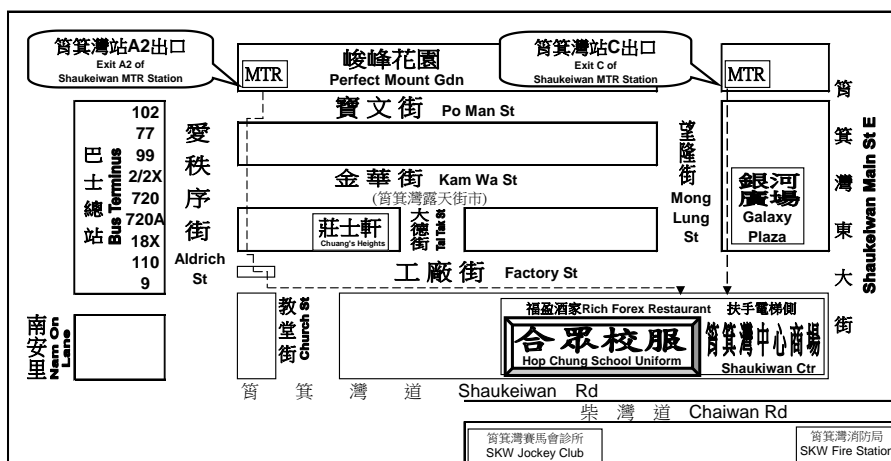 筲箕灣站A2出口
Exit A2 of
Shaukeiwan MTR Station
MTR
峻峰花園
Perfect Mount Gdn
筲箕灣站C出口
Exit C of
Shaukeiwan MTR Station
MTR
寶文街 Po Man St
巴士總站
Bus Terminus
102
77
99
2/2X
720
720A
18X
110
9
愛秩序街
Aldrich
St
金華街 Kam Wa St
(筲箕灣露天街市)
望隆街
Mong
Lung
St
銀河
廣場
Galaxy
Plaza
筲箕灣東大街
Shaukeiwan Main St E
莊士軒
Chuang's Heights
大德街
Tai Tak St
工廠街 Factory St
南安里
Nam On
Lane
教堂街
Church St
福盈酒家Rich Forex Restaurant
扶手電梯側
合眾校服
Hop Chung School Uniform
筲箕灣中心商場
Shaukiwan Ctr
筲箕灣道 Shaukeiwan Rd
柴灣道 Chaiwan Rd
筲箕灣賽馬會診所
SKW Jockey Club
筲箕灣消防局
SKW Fire Station